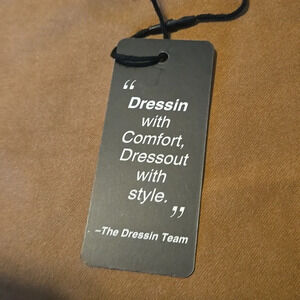 “
Dressin
with
Comfort,
Dressout
with
style.
”
–The Dressin Team